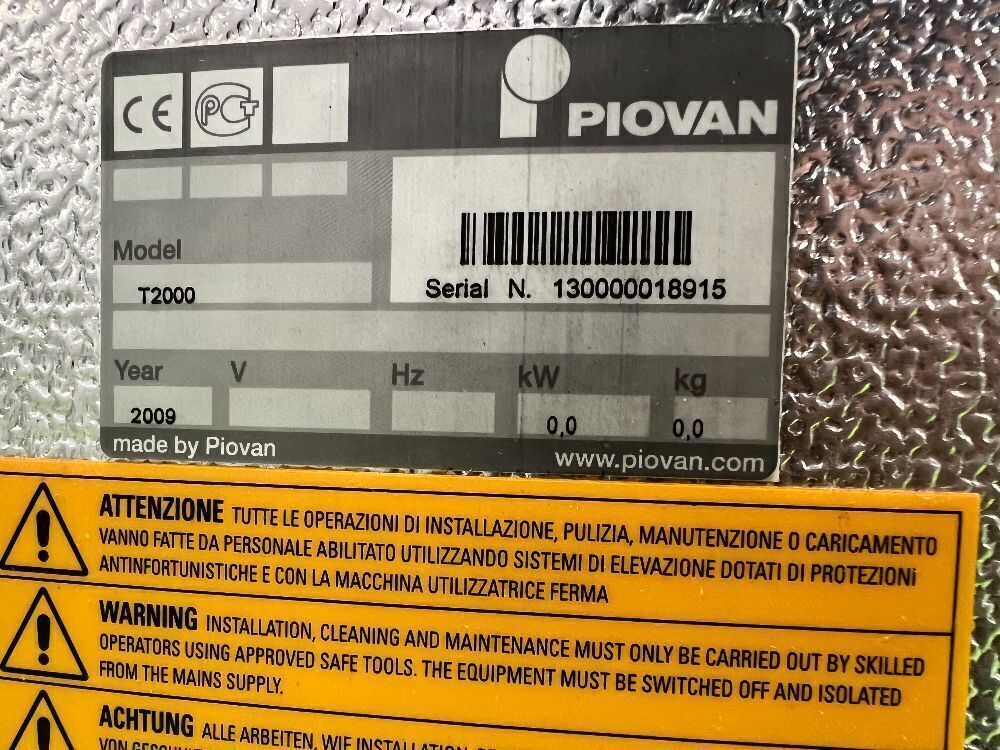 CE
PCT
PIOVAN
Model
T2000
Serial N. 130000018915
Year V Hz kW kg
2009 0,0 0,0
made by Piovan
www.piovan.com
ATTENZIONE TUTTE LE OPERAZIONI DI INSTALLAZIONE, PULIZIA, MANUTENZIONE O CARICAMENTO
VANNO FATTE DA PERSONALE ABILITATO UTILIZZANDO SISTEMI DI ELEVAZIONE DOTATI DI PROTEZIONI
ANTINFORTUNISTICHE E CON LA MACCHINA UTILIZZATRICE FERMA
WARNING INSTALLATION, CLEANING AND MAINTENANCE MUST ONLY BE CARRIED OUT BY SKILLED
OPERATORS USING APPROVED SAFE TOOLS. THE EQUIPMENT MUST BE SWITCHED OFF AND ISOLATED
FROM THE MAINS SUPPLY.
ACHTUNG ALLE ARBEITEN, WIE INSTALLATION,
VON